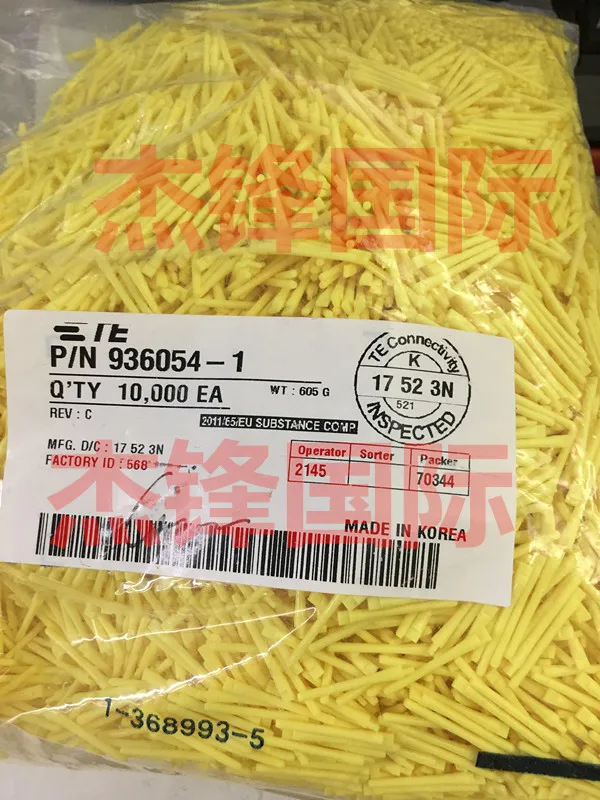 杰锋国际
TE
P/N 936054-1
Q'TY 10,000 EA
WT : 605 G
REV : C
2011/65/EU SUBSTANCE COMP
MFG. D/C : 17 52 3N
FACTORY ID : 568
TE Connectivity
K
17 52 3N
521
INSPECTED
Operator Sorter Packer
2145 70344
杰锋国际
MADE IN KOREA
1-368993-5